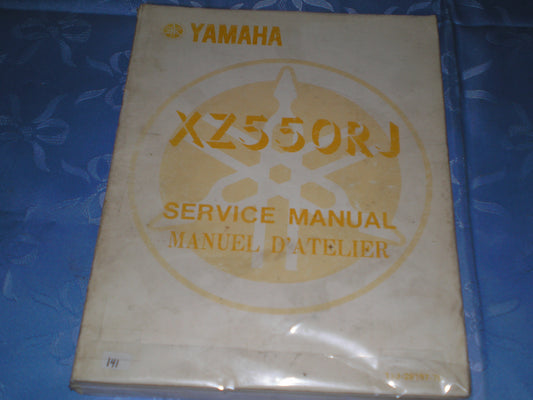 YAMAHA
XZ550RJ
SERVICE MANUAL
MANUEL D'ATELIER
141